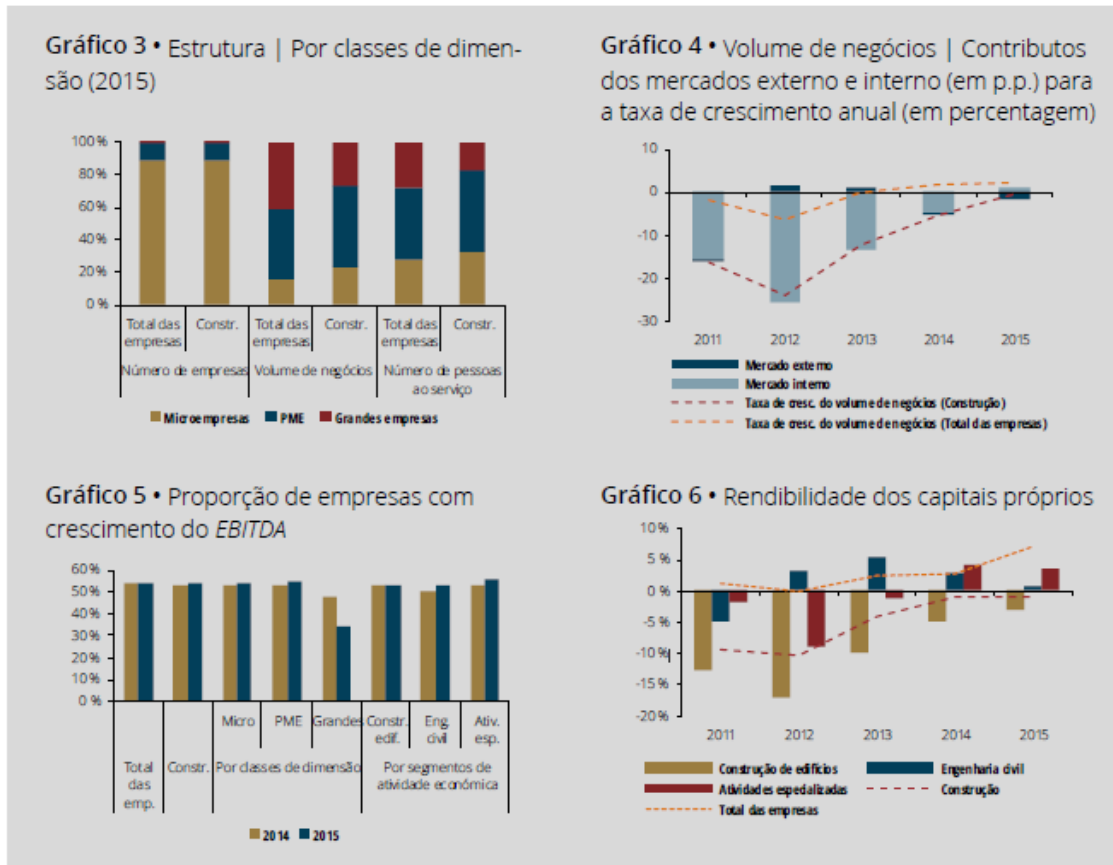 Gráfico 3 • Estrutura | Por classes de dimen-
são (2015)
100%
80%
60%
40%
20%
0%
Total das
empresas
Constr.
Total das
empresas
Constr.
Total das
empresas
Constr.
Número de empresas
Volume de negócios
Número de pessoas
ao serviço
Microempresas
PME
Grandes empresas
Gráfico 4 • Volume de negócios | Contributos
dos mercados externo e interno (em p.p.) para
a taxa de crescimento anual (em percentagem)
10
0
-10
-20
-30
2011
2012
2013
2014
2015
Mercado externo
Mercado interno
Taxa de cresc. do volume de negócios (Construção)
Taxa de cresc. do volume de negócios (Total das empresas)
Gráfico 5 • Proporção de empresas com
crescimento do EBITDA
60%
50%
40%
30%
20%
10%
0%
Micro
PME
Grandes
Constr.
edif.
Eng.
civil
Ativ.
esp.
Total
das
emp.
Constr.
Por classes de dimensão
Por segmentos de
atividade económica
2014
2015
Gráfico 6 • Rendibilidade dos capitais próprios
10%
5%
0%
-5%
-10%
-15%
-20%
2011
2012
2013
2014
2015
Construção de edifícios
Engenharia civil
Atividades espedalizadas
Construção
Total das empresas